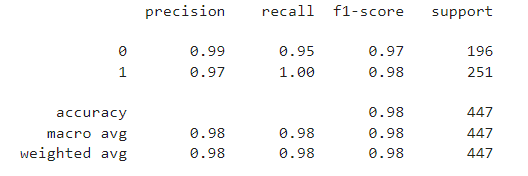 precision recall f1-score support
0 0.99 0.95 0.97 196
1 0.97 1.00 0.98 251
accuracy 0.98 447
macro avg 0.98 0.98 0.98 447
weighted avg 0.98 0.98 0.98 447